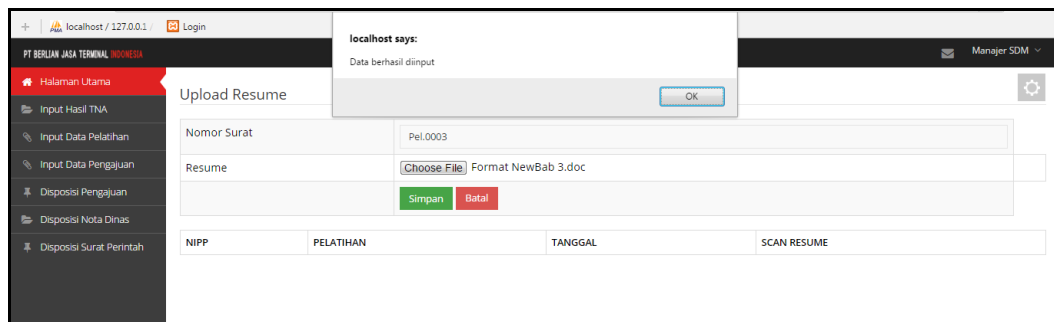 localhost / 127.0.0.1 /
Login
localhost says:
Data berhasil diinput
OK
PT BERLIAN JASA TERMINAL INDONESIA
Manajer SDM
Halaman Utama
Input Hasil TNA
Input Data Pelatihan
Input Data Pengajuan
Disposisi Pengajuan
Disposisi Nota Dinas
Disposisi Surat Perintah
Upload Resume
Nomor Surat
Pel.0003
Resume
Choose File Format NewBab 3.doc
Simpan Batal
NIPP PELATIHAN TANGGAL SCAN RESUME